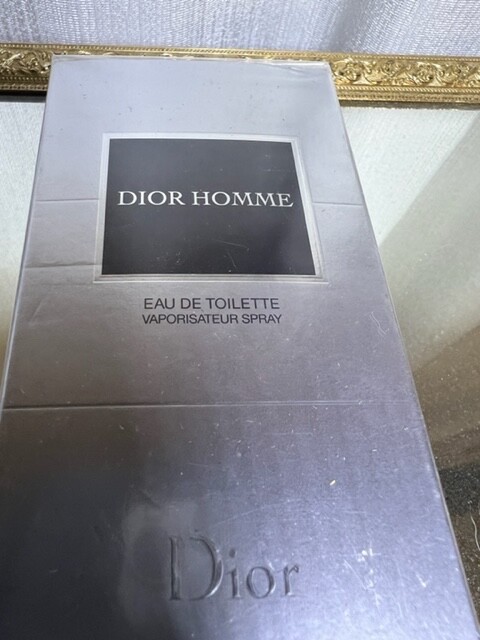 DIOR HOMME
EAU DE TOILETTE
VAPORISATEUR SPRAY
Dior